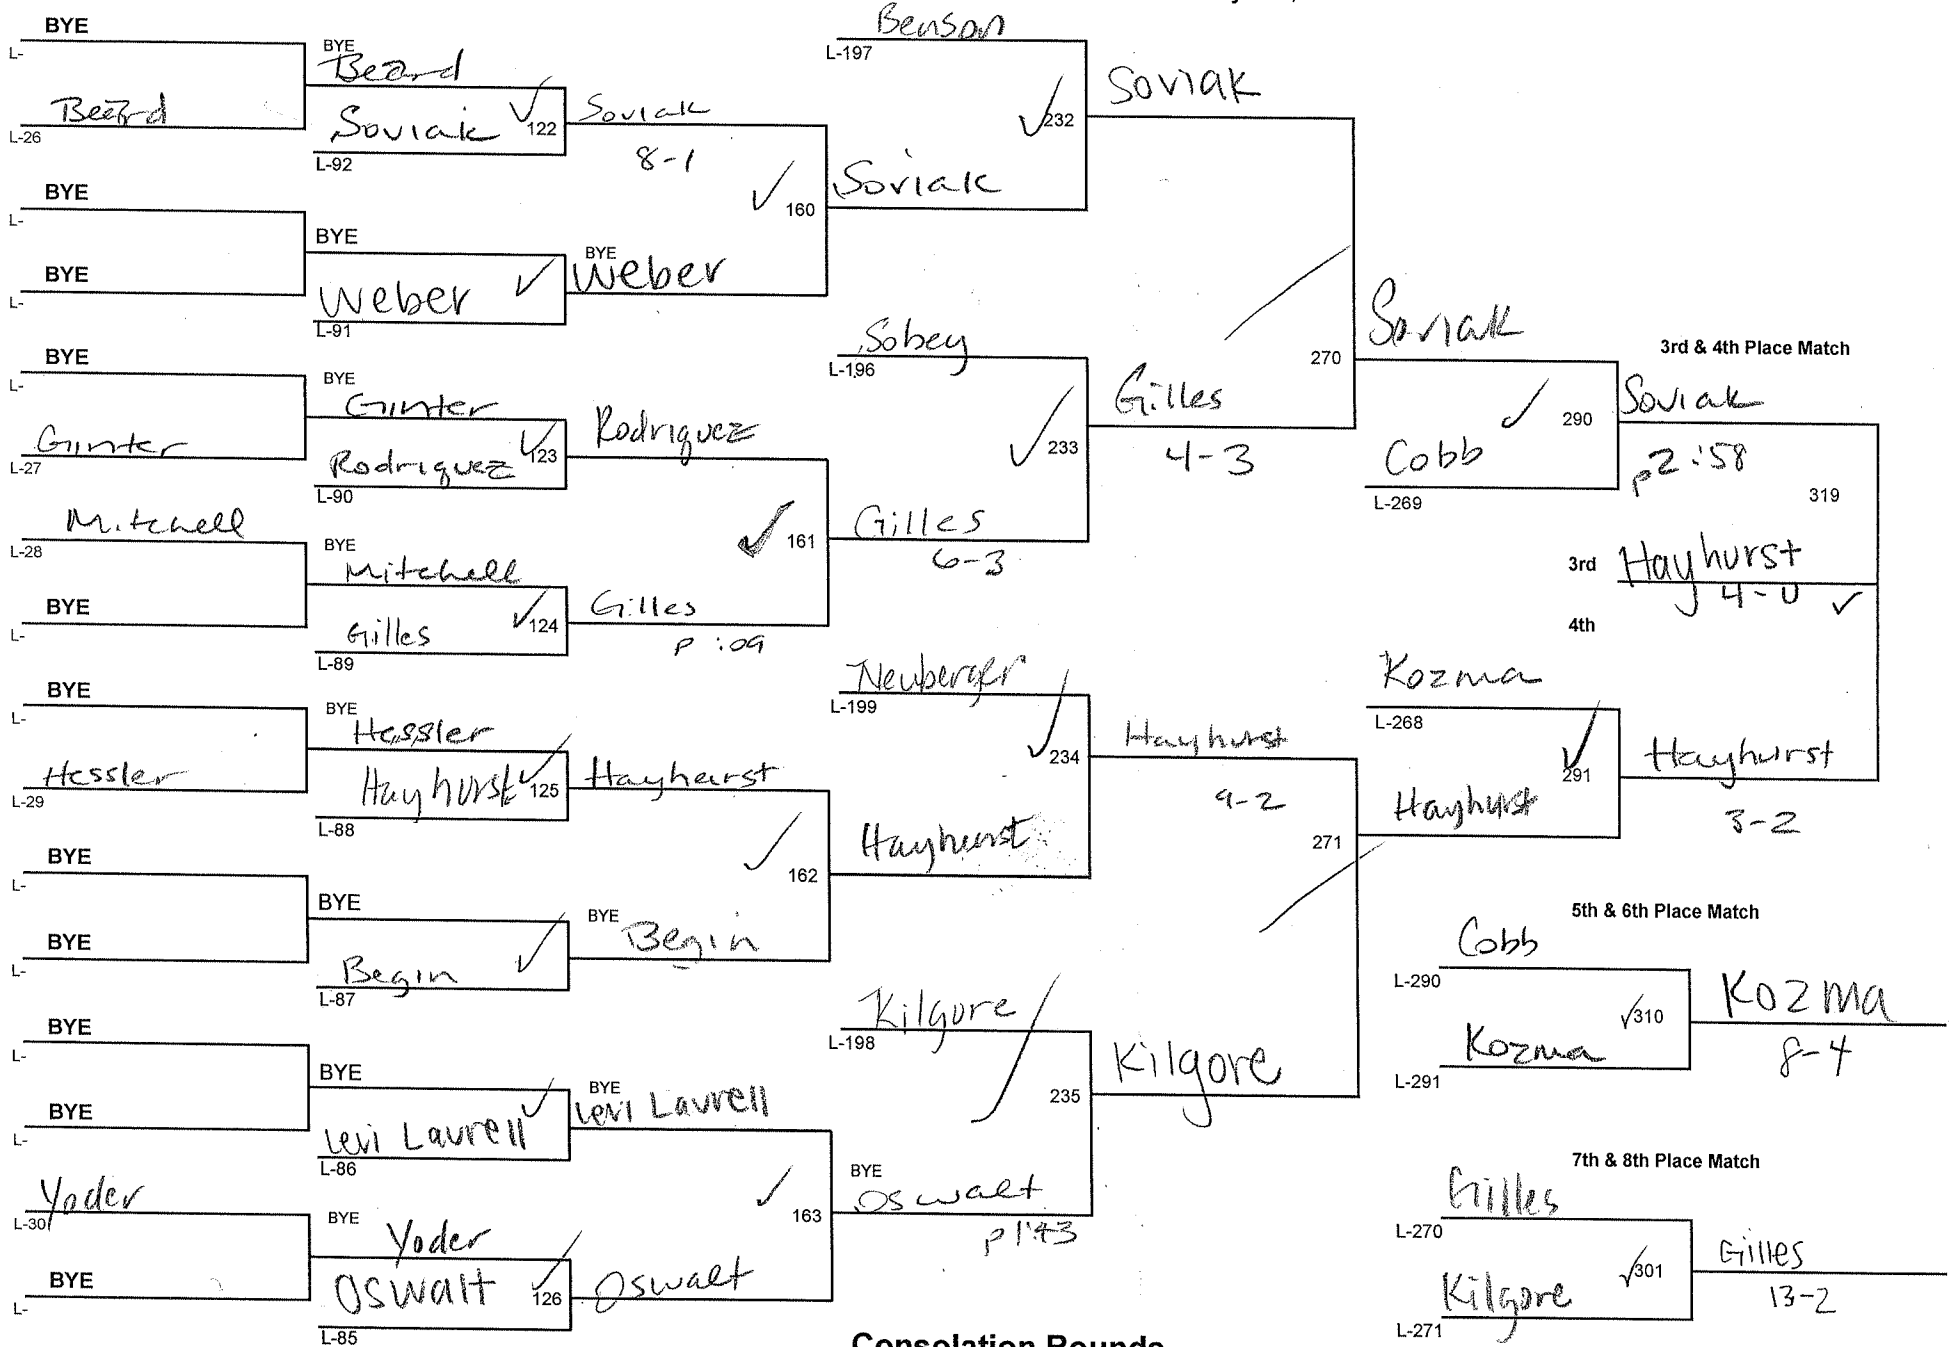 BYE
L-
Beard
L-26
BYE
L-
BYE
L-
BYE
L-
Ginter
L-27
Mitchell
L-28
BYE
L-
BYE
L-
Hessler
L-29
BYE
L-
BYE
L-
BYE
L-
BYE
L-
Yoder
L-30
BYE
L-
BYE
Beard
Soviak
122
L-92
BYE
Weber
L-91
BYE
Ginter
Rodriguez
123
L-90
BYE
Mitchell
Gilles
124
L-89
BYE
Hessler
Hayhurst
125
L-88
BYE
Begin
L-87
BYE
Levi Laurell
L-86
BYE
Yoder
Oswalt
126
L-85
Soviak
8-1
160
BYE
Weber
Rodriguez
161
Gilles
p :09
Hayhurst
162
BYE
Begin
BYE
Levi Laurell
163
Oswalt
Benson
L-197
232
Soviak
Sobey
L-196
233
Gilles
6-3
Neuberger
L-199
234
Hayhurst
Kilgore
L-198
235
BYE
Oswalt
p 1:43
Soviak
270
Gilles
4-3
Hayhurst
9-2
271
Kilgore
Soviak
290
Cobb
L-269
Kozma
L-268
291
Hayhurst
3rd & 4th Place Match
Soviak
p2:58
319
3rd Hayhurst
4-0
4th
Hayhurst
3-2
5th & 6th Place Match
Cobb
L-290
310
Kozma
L-291
Kozma
8-4
7th & 8th Place Match
Gilles
L-270
301
Kilgore
L-271
Gilles
13-2
Consolation Rounds